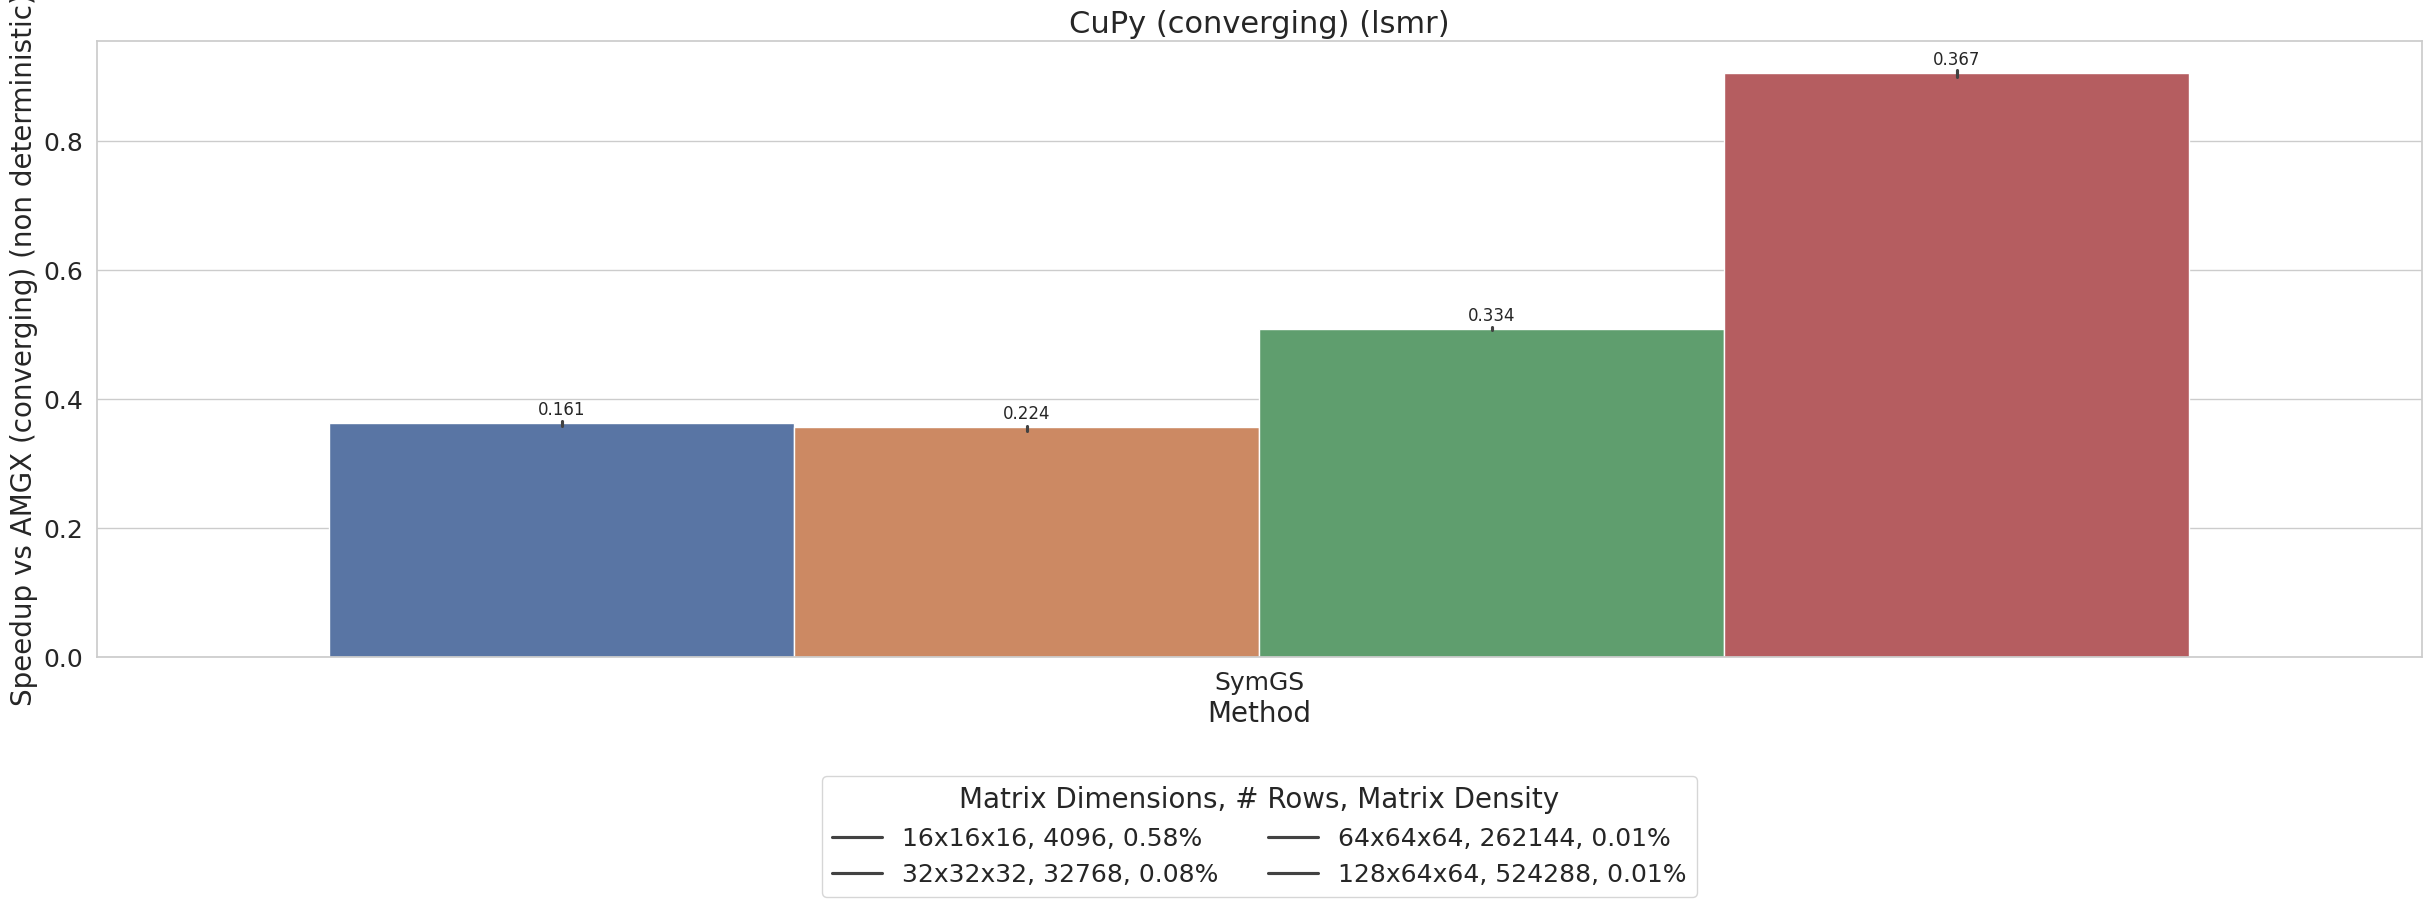 CuPy (converging) (lsmr)
Speedup vs AMGX (converging) (non deterministic)
0.8
0.6
0.4
0.2
0.0
0.161
0.224
0.334
0.367
SymGS
Method
Matrix Dimensions, # Rows, Matrix Density
16x16x16, 4096, 0.58%
32x32x32, 32768, 0.08%
64x64x64, 262144, 0.01%
128x64x64, 524288, 0.01%